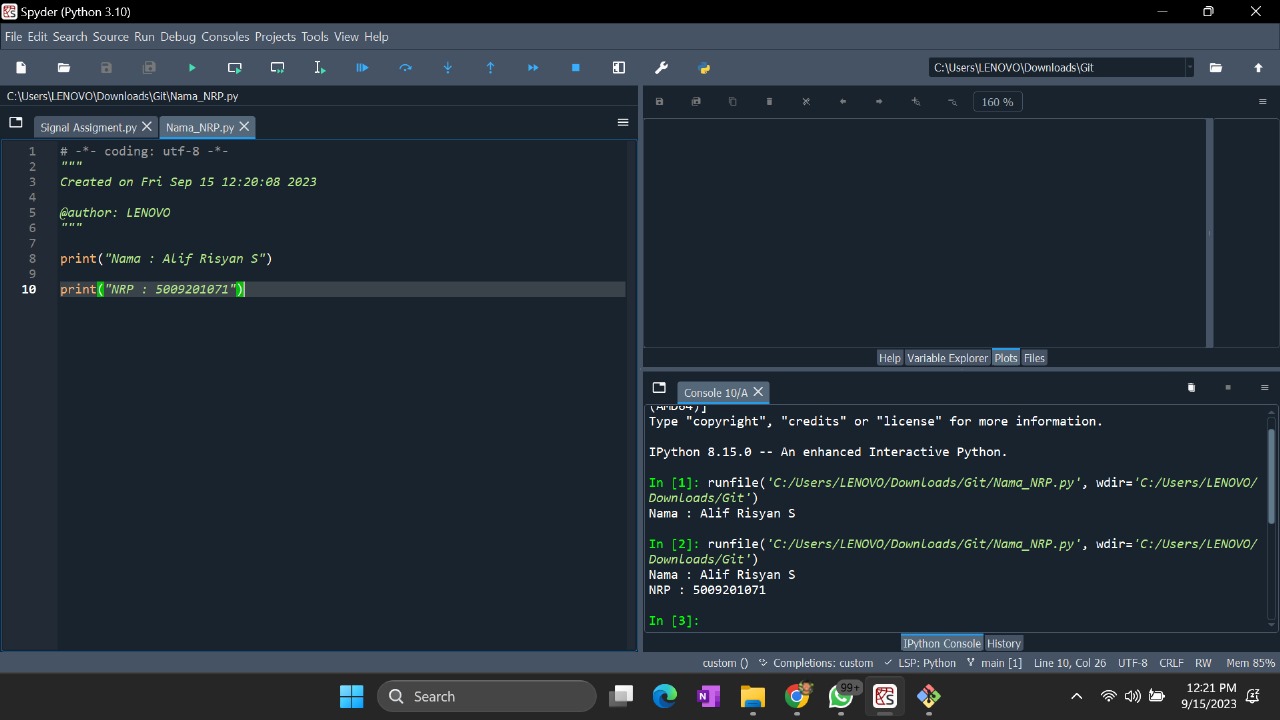 Spyder (Python 3.10)
File Edit Search Source Run Debug Consoles Projects Tools View Help
C:\Users\LENOVO\Downloads\Git
C:\Users\LENOVO\Downloads\Git\Nama_NRP.py
160 %
Signal Assigment.py
Nama_NRP.py
1 # -*- coding: utf-8 -*-
2 """
3 Created on Fri Sep 15 12:20:08 2023
4
5 @author: LENOVO
6 """
7
8 print("Nama : Alif Risyan S")
9
10 print("NRP : 5009201071")
Help Variable Explorer Plots Files
Console 10/A
(AMD64)]
Type "copyright", "credits" or "license" for more information.
IPython 8.15.0 -- An enhanced Interactive Python.
In [1]: runfile('C:/Users/LENOVO/Downloads/Git/Nama_NRP.py', wdir='C:/Users/LENOVO/
Downloads/Git')
Nama : Alif Risyan S
In [2]: runfile('C:/Users/LENOVO/Downloads/Git/Nama_NRP.py', wdir='C:/Users/LENOVO/
Downloads/Git')
Nama : Alif Risyan S
NRP : 5009201071
In [3]:
IPython Console History
custom () Completions: custom LSP: Python main [1] Line 10, Col 26 UTF-8 CRLF RW Mem 85%
Search
99+
12:21 PM
9/15/2023